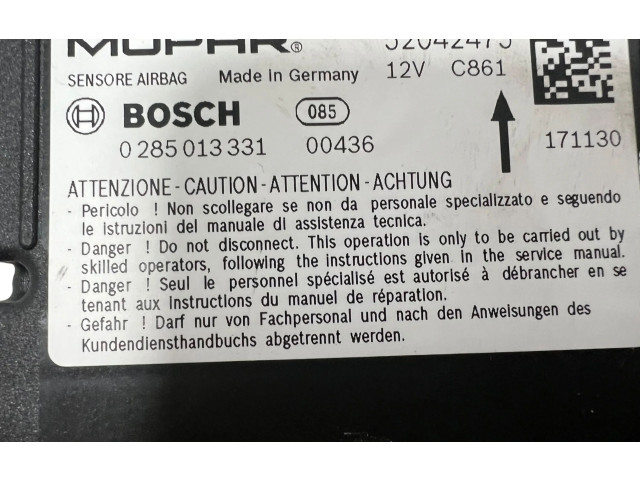 MOPAR® 52042475
SENSORE AIRBAG Made in Germany 12V C861
BOSCH 085
0 285 013 331 00436 171130
ATTENZIONE - CAUTION - ATTENTION - ACHTUNG
- Pericolo ! Non scollegare se non da personale specializzato e seguendo
le istruzioni del manuale di assistenza tecnica.
- Danger ! Do not disconnect. This operation is only to be carried out by
skilled operators, following the instructions given in the service manual.
- Danger ! Seul le personnel spécialisé est autorisé à débrancher en se
tenant aux instructions du manuel de réparation.
- Gefahr ! Darf nur von Fachpersonal und nach den Anweisungen des
Kundendiensthandbuchs abgetrennt werden.